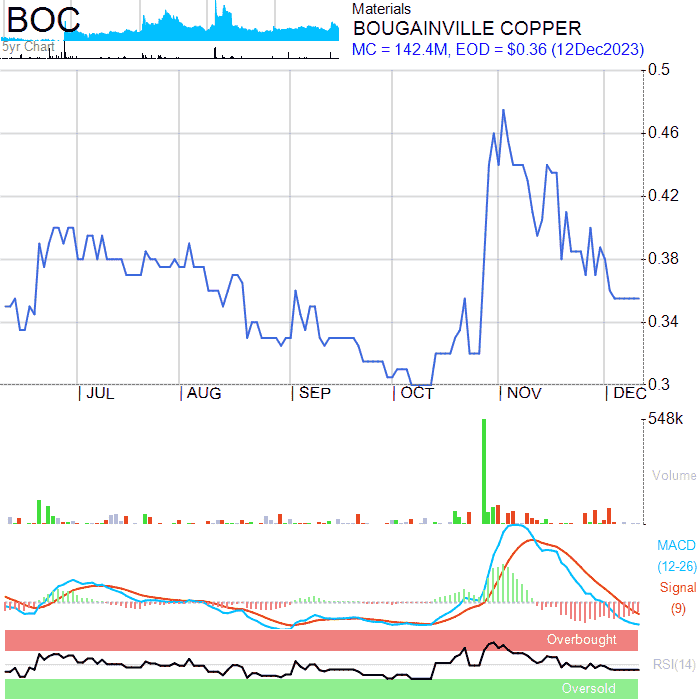 BOC
5yr Chart
Materials
BOUGAINVILLE COPPER
MC = 142.4M, EOD = $0.36 (12Dec2023)
0.5
0.46
0.42
0.38
0.34
0.3
JUL AUG SEP OCT NOV DEC
548k
Volume
MACD
(12-26)
Signal
(9)
Overbought
RSI(14)
Oversold